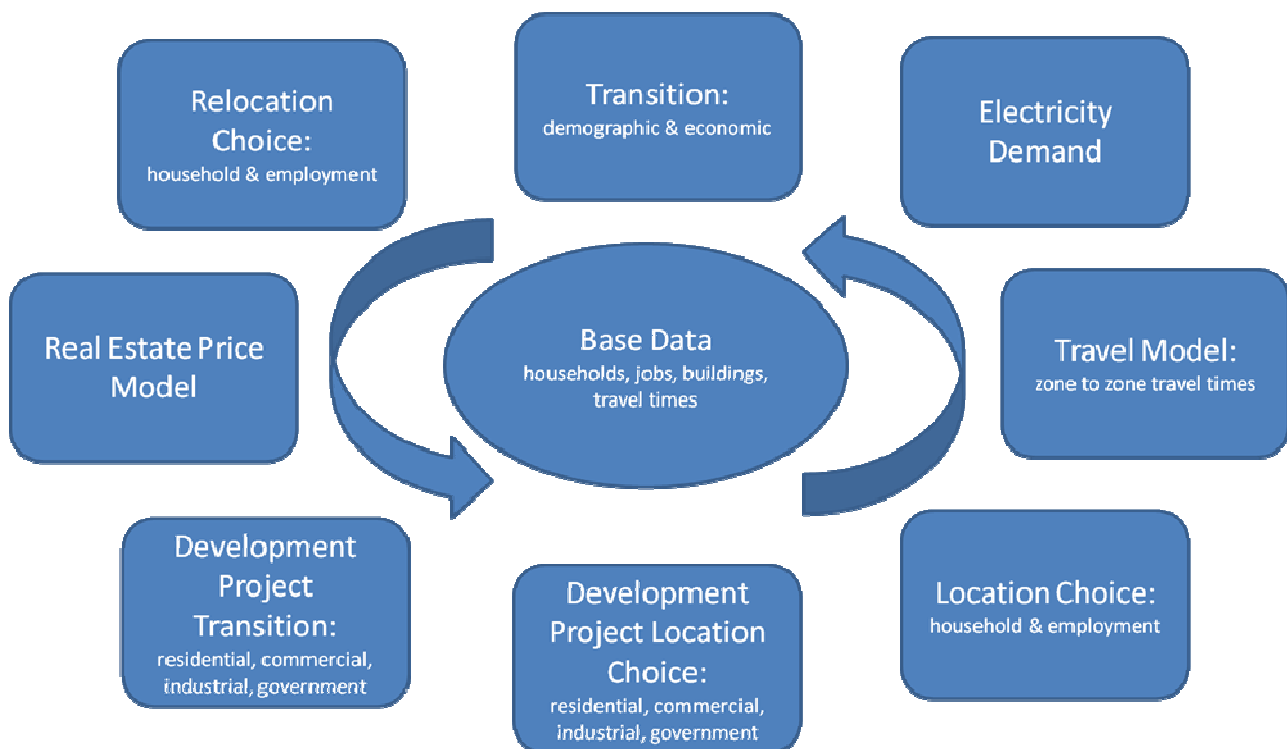 Relocation
Choice:
household & employment
Transition:
demographic & economic
Electricity
Demand
Real Estate Price
Model
Base Data
households, jobs, buildings,
travel times
Travel Model:
zone to zone travel times
Development
Project
Transition:
residential, commercial,
industrial, government
Development
Project Location
Choice:
residential, commercial,
industrial, government
Location Choice:
household & employment